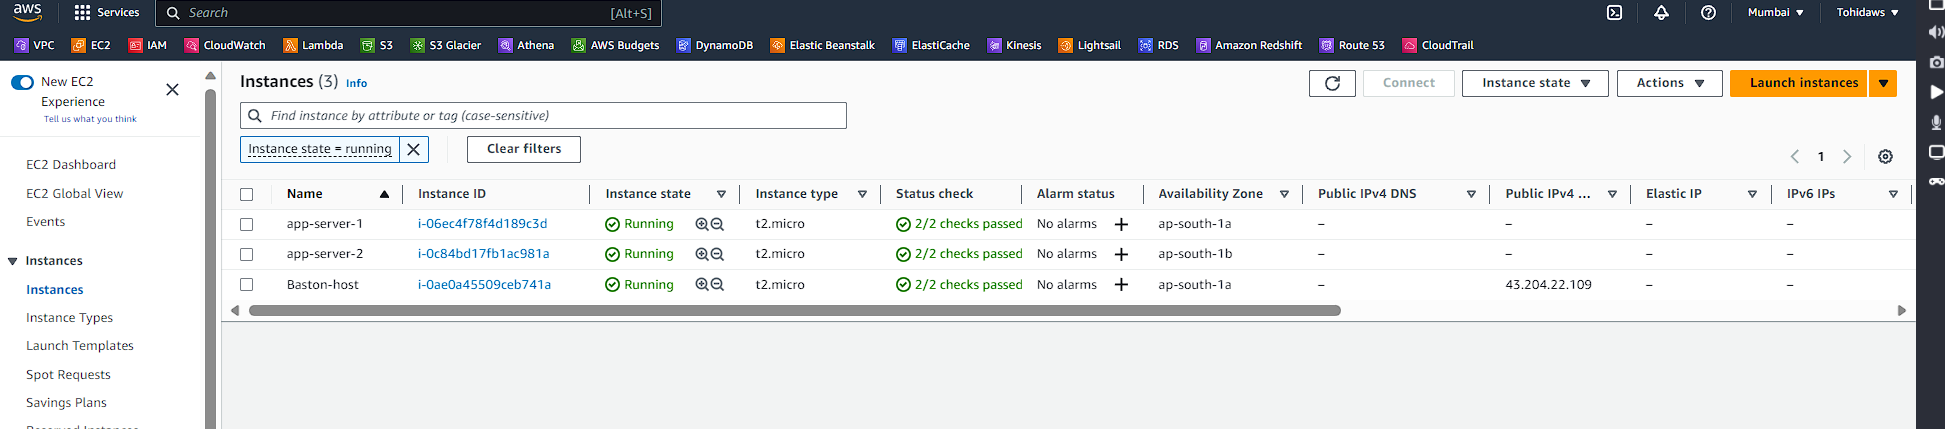 aws Services Search [Alt+S] Mumbai Tohidaws
VPC EC2 IAM CloudWatch Lambda S3 S3 Glacier Athena AWS Budgets DynamoDB Elastic Beanstalk ElastiCache Kinesis Lightsail RDS Amazon Redshift Route 53 CloudTrail
New EC2
Experience
Tell us what you think
EC2 Dashboard
EC2 Global View
Events
Instances
Instances
Instance Types
Launch Templates
Spot Requests
Savings Plans
Reserved Instances
Instances (3) Info Connect Instance state Actions Launch instances
Find instance by attribute or tag (case-sensitive)
Instance state = running Clear filters
1
Name Instance ID Instance state Instance type Status check Alarm status Availability Zone Public IPv4 DNS Public IPv4 ... Elastic IP IPv6 IPs
app-server-1 i-06ec4f78f4d189c3d Running t2.micro 2/2 checks passed No alarms + ap-south-1a – – – –
app-server-2 i-0c84bd17fb1ac981a Running t2.micro 2/2 checks passed No alarms + ap-south-1b – – – –
Baston-host i-0ae0a45509ceb741a Running t2.micro 2/2 checks passed No alarms + ap-south-1a – 43.204.22.109 – –